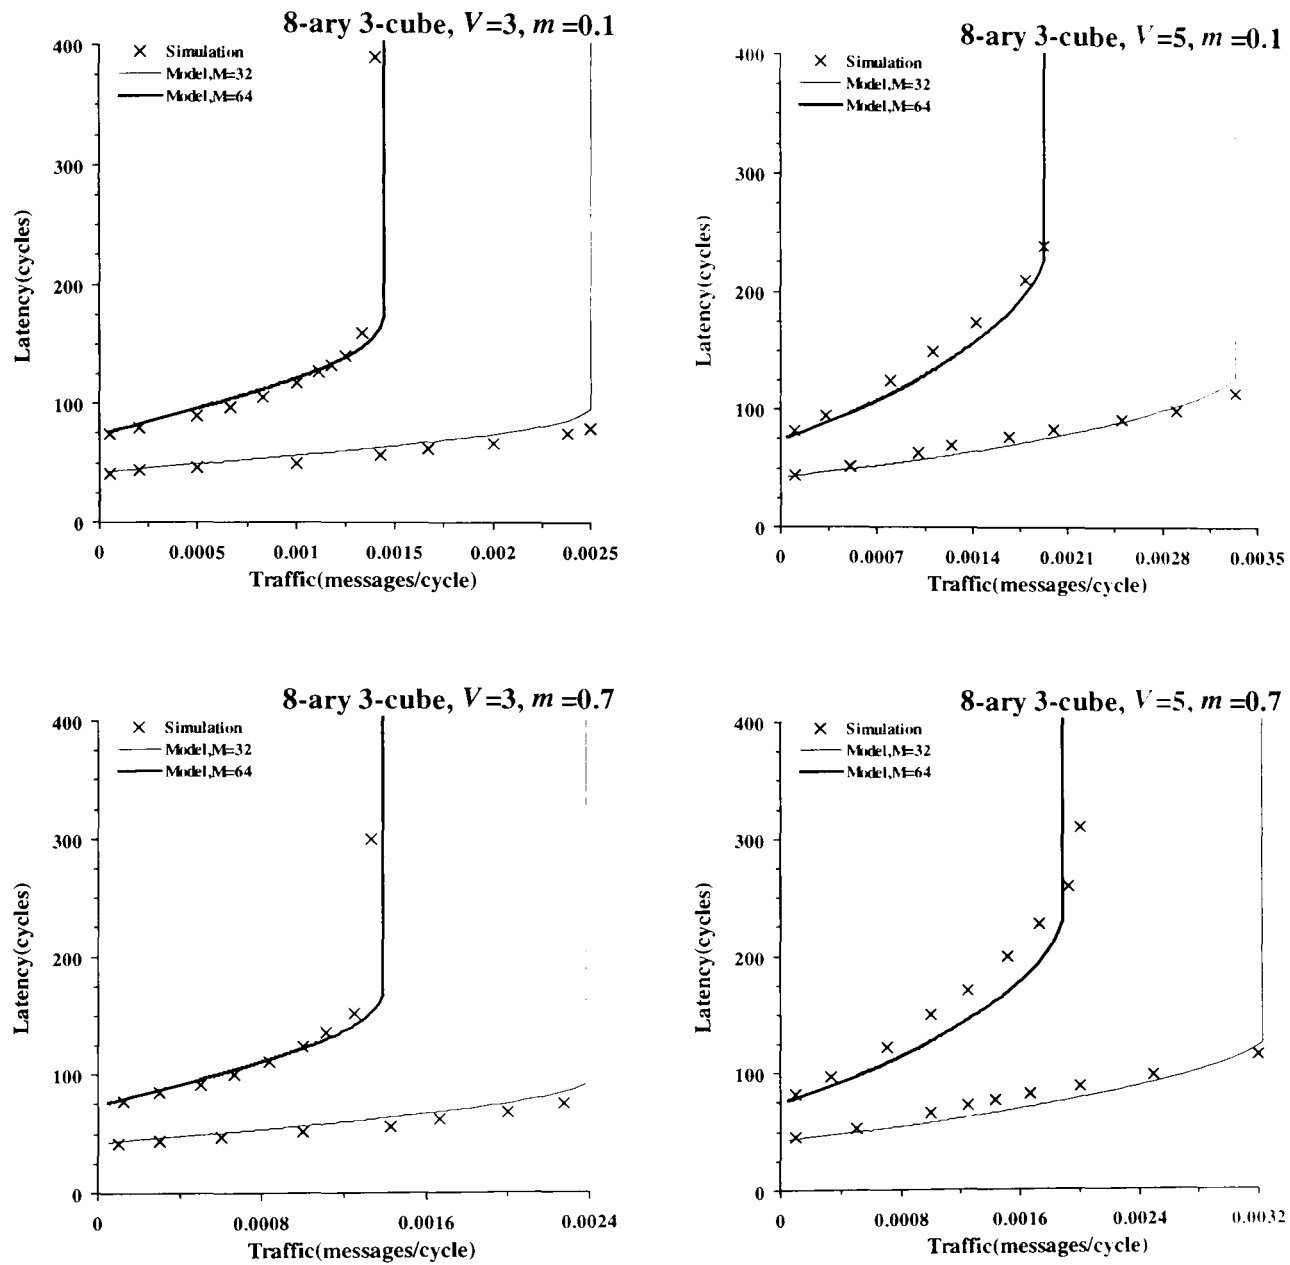 8-ary 3-cube, V=3, m=0.1
400
300
200
100
0
Latency(cycles)
Simulation
Model,M=32
Model,M=64
0 0.0005 0.001 0.0015 0.002 0.0025
Traffic(messages/cycle)
8-ary 3-cube, V=5, m=0.1
400
300
200
100
0
Latency(cycles)
Simulation
Model,M=32
Model,M=64
0 0.0007 0.0014 0.0021 0.0028 0.0035
Traffic(messages/cycle)
8-ary 3-cube, V=3, m=0.7
400
300
200
100
0
Latency(cycles)
Simulation
Model,M=32
Model,M=64
0 0.0008 0.0016 0.0024
Traffic(messages/cycle)
8-ary 3-cube, V=5, m=0.7
400
300
200
100
0
Latency(cycles)
Simulation
Model,M=32
Model,M=64
0 0.0008 0.0016 0.0024 0.0032
Traffic(messages/cycle)